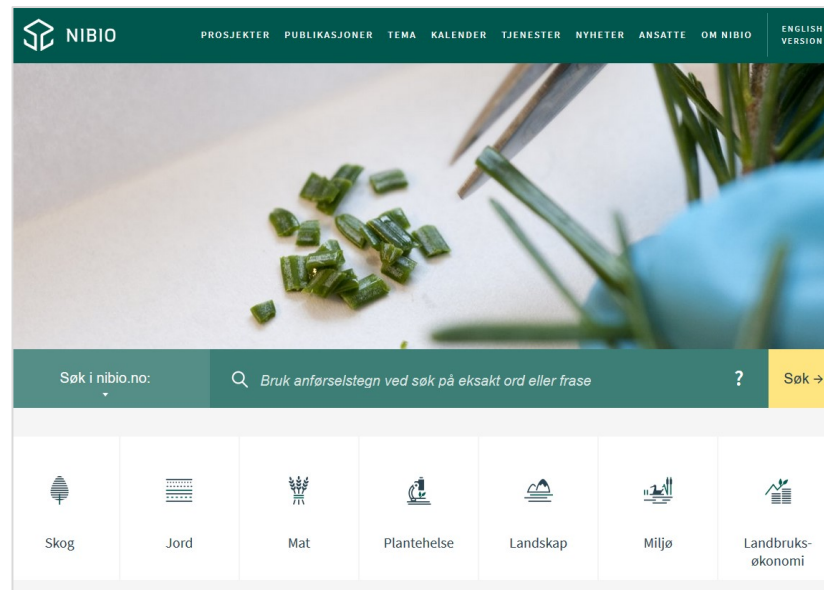 NIBIO
PROSJEKTER PUBLIKASJONER TEMA KALENDER TJENESTER NYHETER ANSATTE OM NIBIO
ENGLISH
VERSION
Søk i nibio.no:
Bruk anførselstegn ved søk på eksakt ord eller frase
?
Søk →
Skog
Jord
Mat
Plantehelse
Landskap
Miljø
Landbruks-
økonomi